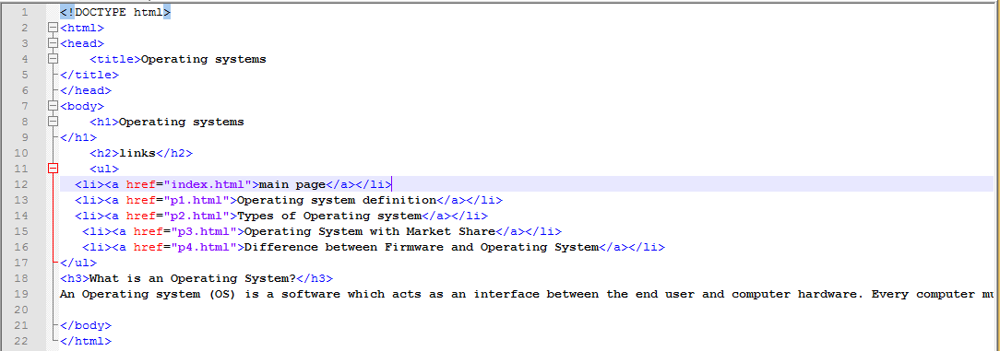 1 <!DOCTYPE html>
2 <html>
3 <head>
4 <title>Operating systems
5 </title>
6 </head>
7 <body>
8 <h1>Operating systems
9 </h1>
10 <h2>links</h2>
11 <ul>
12 <li><a href="index.html">main page</a></li>
13 <li><a href="p1.html">Operating system definition</a></li>
14 <li><a href="p2.html">Types of Operating system</a></li>
15 <li><a href="p3.html">Operating System with Market Share</a></li>
16 <li><a href="p4.html">Difference between Firmware and Operating System</a></li>
17 </ul>
18 <h3>What is an Operating System?</h3>
19 An Operating system (OS) is a software which acts as an interface between the end user and computer hardware. Every computer
20
21 </body>
22 </html>